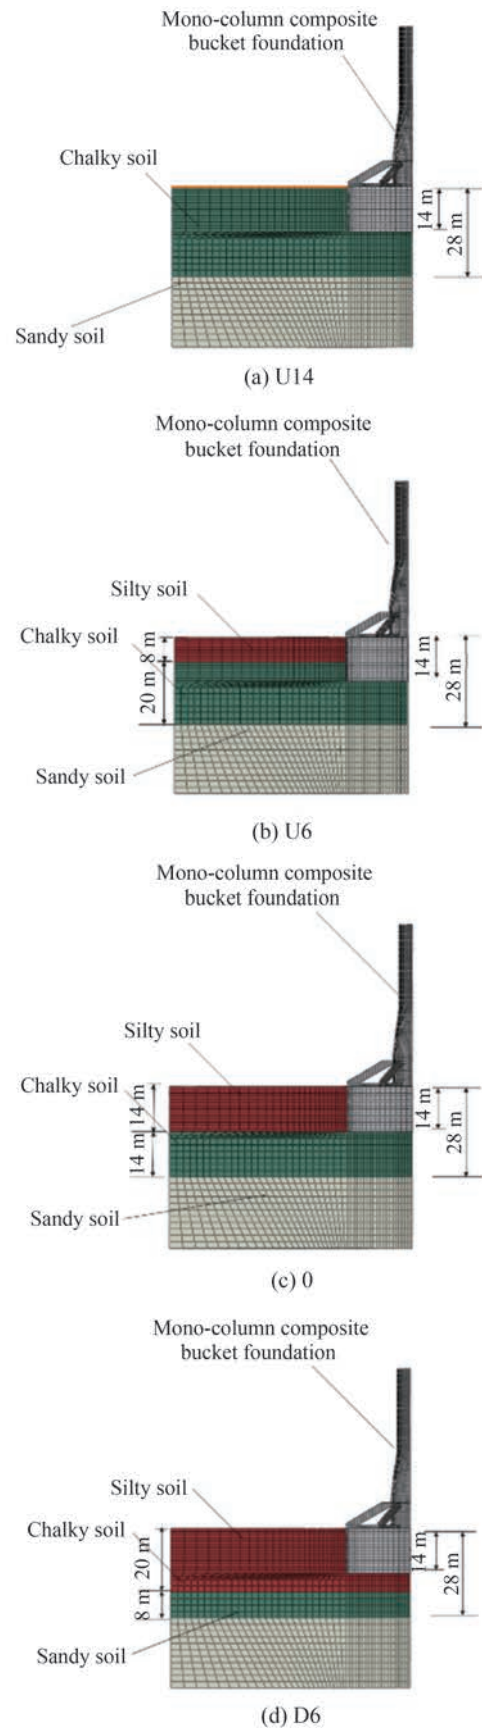 Mono-column composite
bucket foundation
Chalky soil
14 m
28 m
Sandy soil
(a) U14
Mono-column composite
bucket foundation
Silty soil
Chalky soil
8 m
20 m
14 m
28 m
Sandy soil
(b) U6
Mono-column composite
bucket foundation
Silty soil
Chalky soil
14 m
14 m
14 m
28 m
Sandy soil
(c) 0
Mono-column composite
bucket foundation
Silty soil
Chalky soil
20 m
8 m
14 m
28 m
Sandy soil
(d) D6